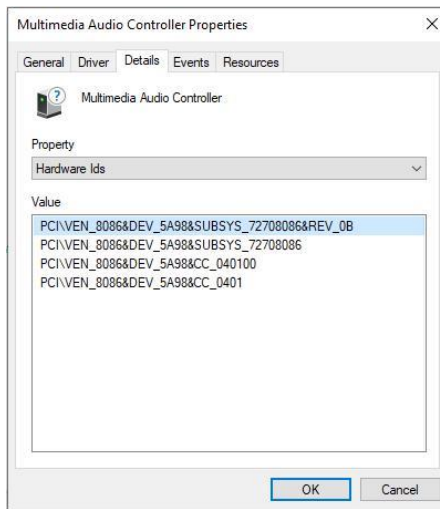 Multimedia Audio Controller Properties
General Driver Details Events Resources
Multimedia Audio Controller
Property
Hardware Ids
Value
PCI\VEN_8086&DEV_5A98&SUBSYS_72708086&REV_0B
PCI\VEN_8086&DEV_5A98&SUBSYS_72708086
PCI\VEN_8086&DEV_5A98&CC_040100
PCI\VEN_8086&DEV_5A98&CC_0401
OK Cancel